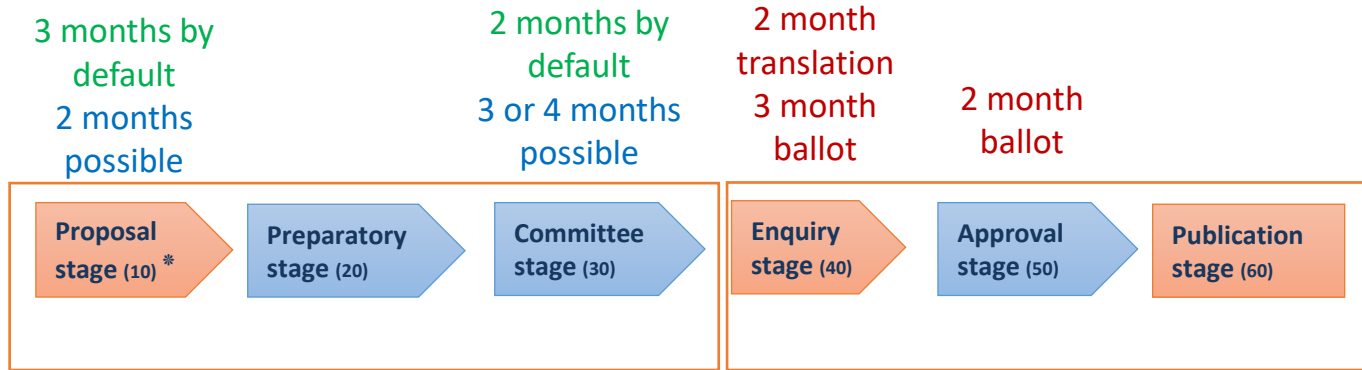 3 months by
default
2 months
possible
2 months by
default
3 or 4 months
possible
2 month
translation
3 month
ballot
2 month
ballot
Proposal
stage (10) *
Preparatory
stage (20)
Committee
stage (30)
Enquiry
stage (40)
Approval
stage (50)
Publication
stage (60)